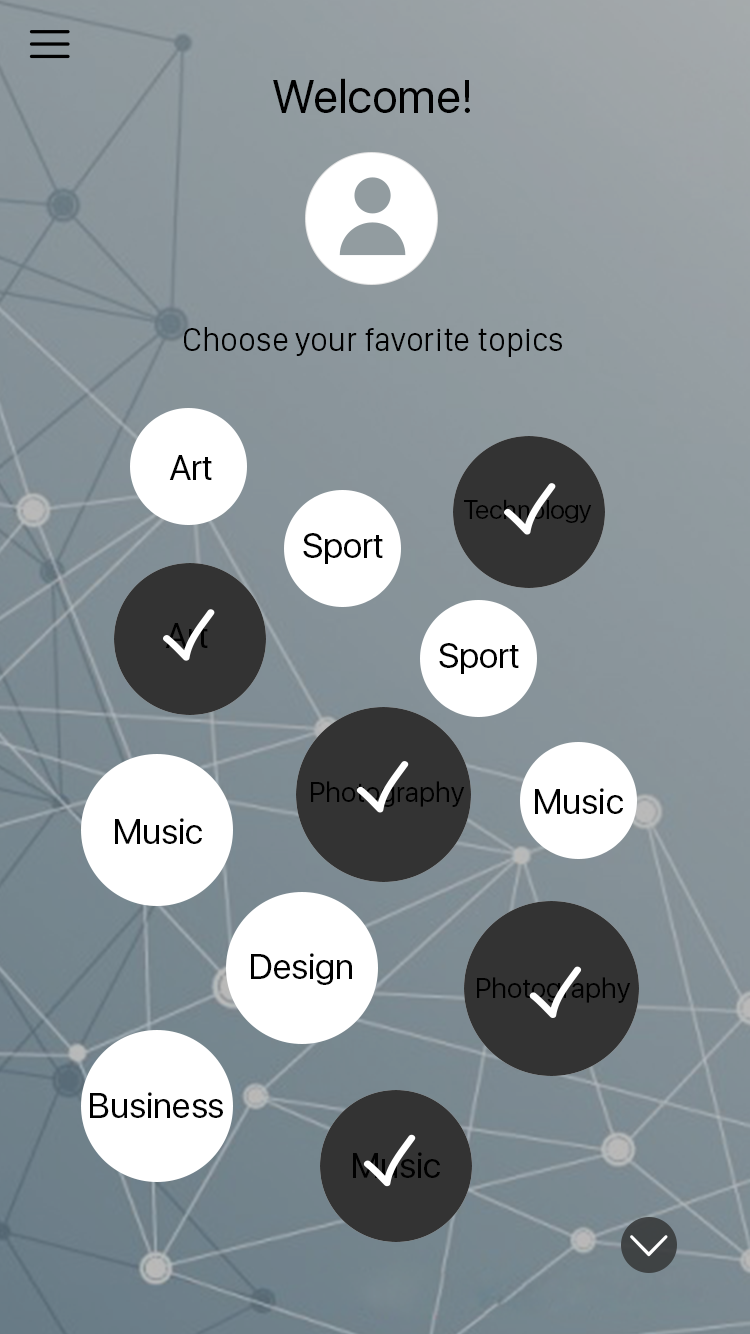 Welcome!
Choose your favorite topics
Art
Technology
Sport
Art
Sport
Photography
Music
Music
Design
Photography
Business
Music